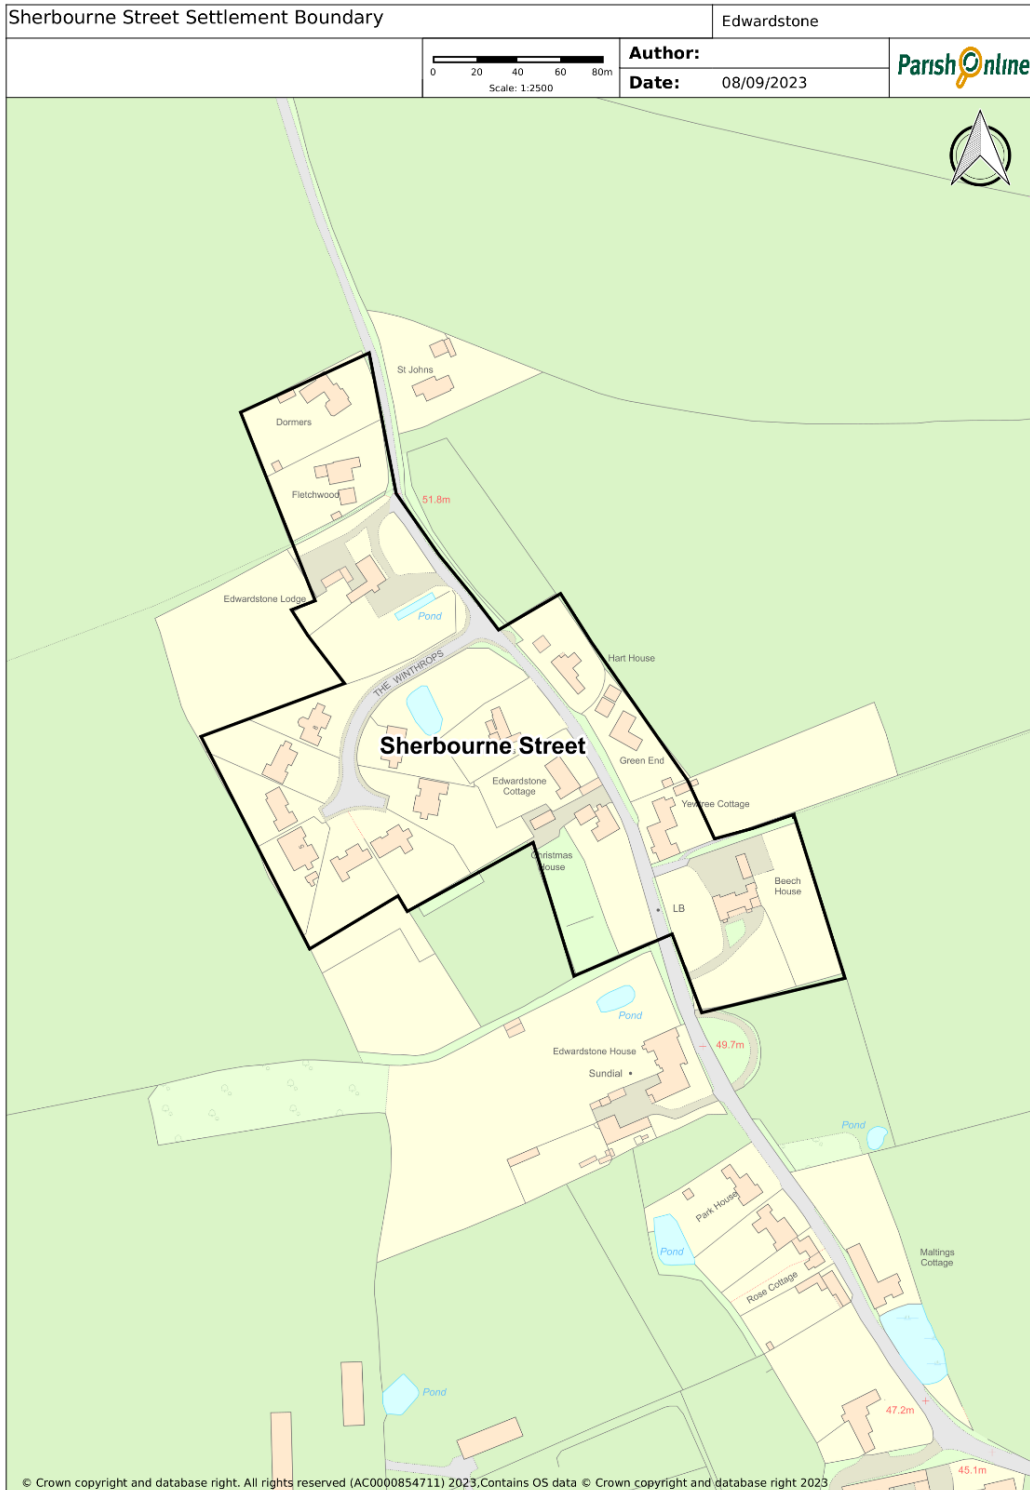 Sherbourne Street Settlement Boundary
Edwardstone
0 20 40 60 80m
Scale: 1:2500
Author:
Date: 08/09/2023
Parish Online
St Johns
Dormers
Fletchwood
51.8m
Edwardstone Lodge
Pond
THE WINTHROPS
Hart House
Sherbourne Street
Green End
Edwardstone
Cottage
Yewtree Cottage
Christmas
House
Beech
House
LB
Pond
49.7m
Edwardstone House
Sundial
Pond
Park House
Pond
Maltings
Cottage
Rose Cottage
Pond
47.2m
45.1m
© Crown copyright and database right. All rights reserved (AC0000854711) 2023,Contains OS data © Crown copyright and database right 2023